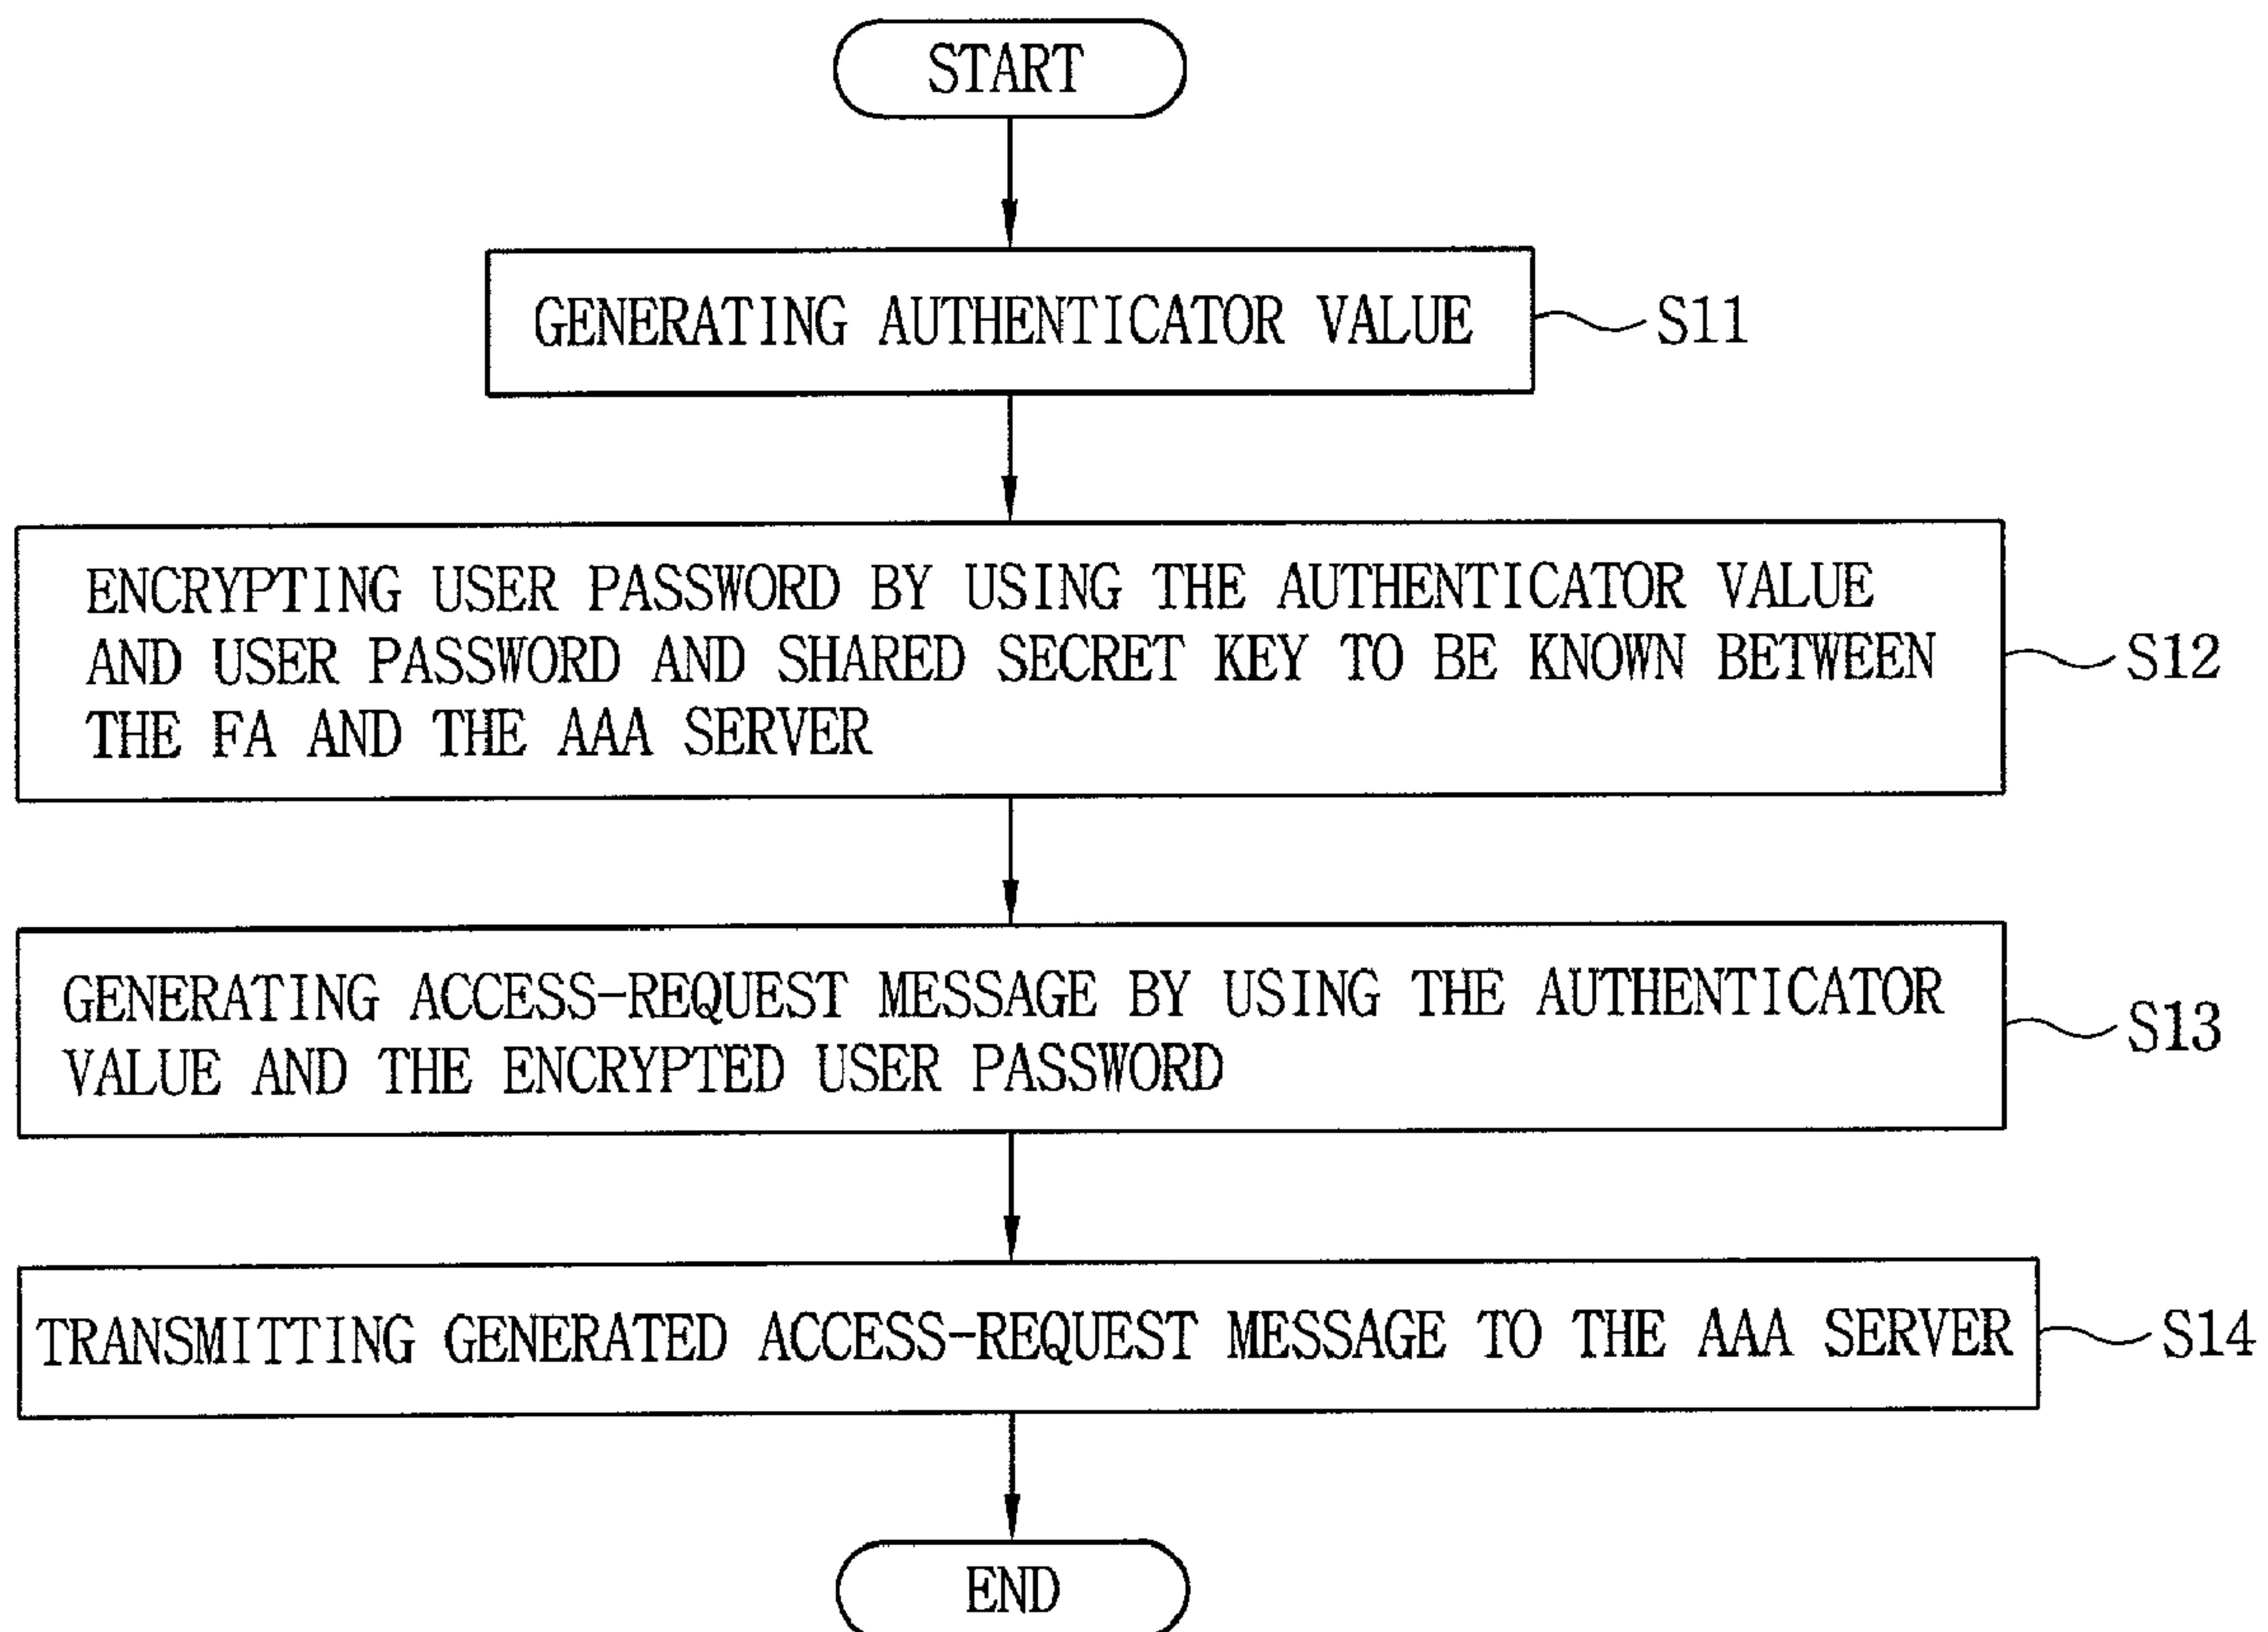 START
GENERATING AUTHENTICATOR VALUE
S11
ENCRYPTING USER PASSWORD BY USING THE AUTHENTICATOR VALUE
AND USER PASSWORD AND SHARED SECRET KEY TO BE KNOWN BETWEEN
THE FA AND THE AAA SERVER
S12
GENERATING ACCESS-REQUEST MESSAGE BY USING THE AUTHENTICATOR
VALUE AND THE ENCRYPTED USER PASSWORD
S13
TRANSMITTING GENERATED ACCESS-REQUEST MESSAGE TO THE AAA SERVER
S14
END